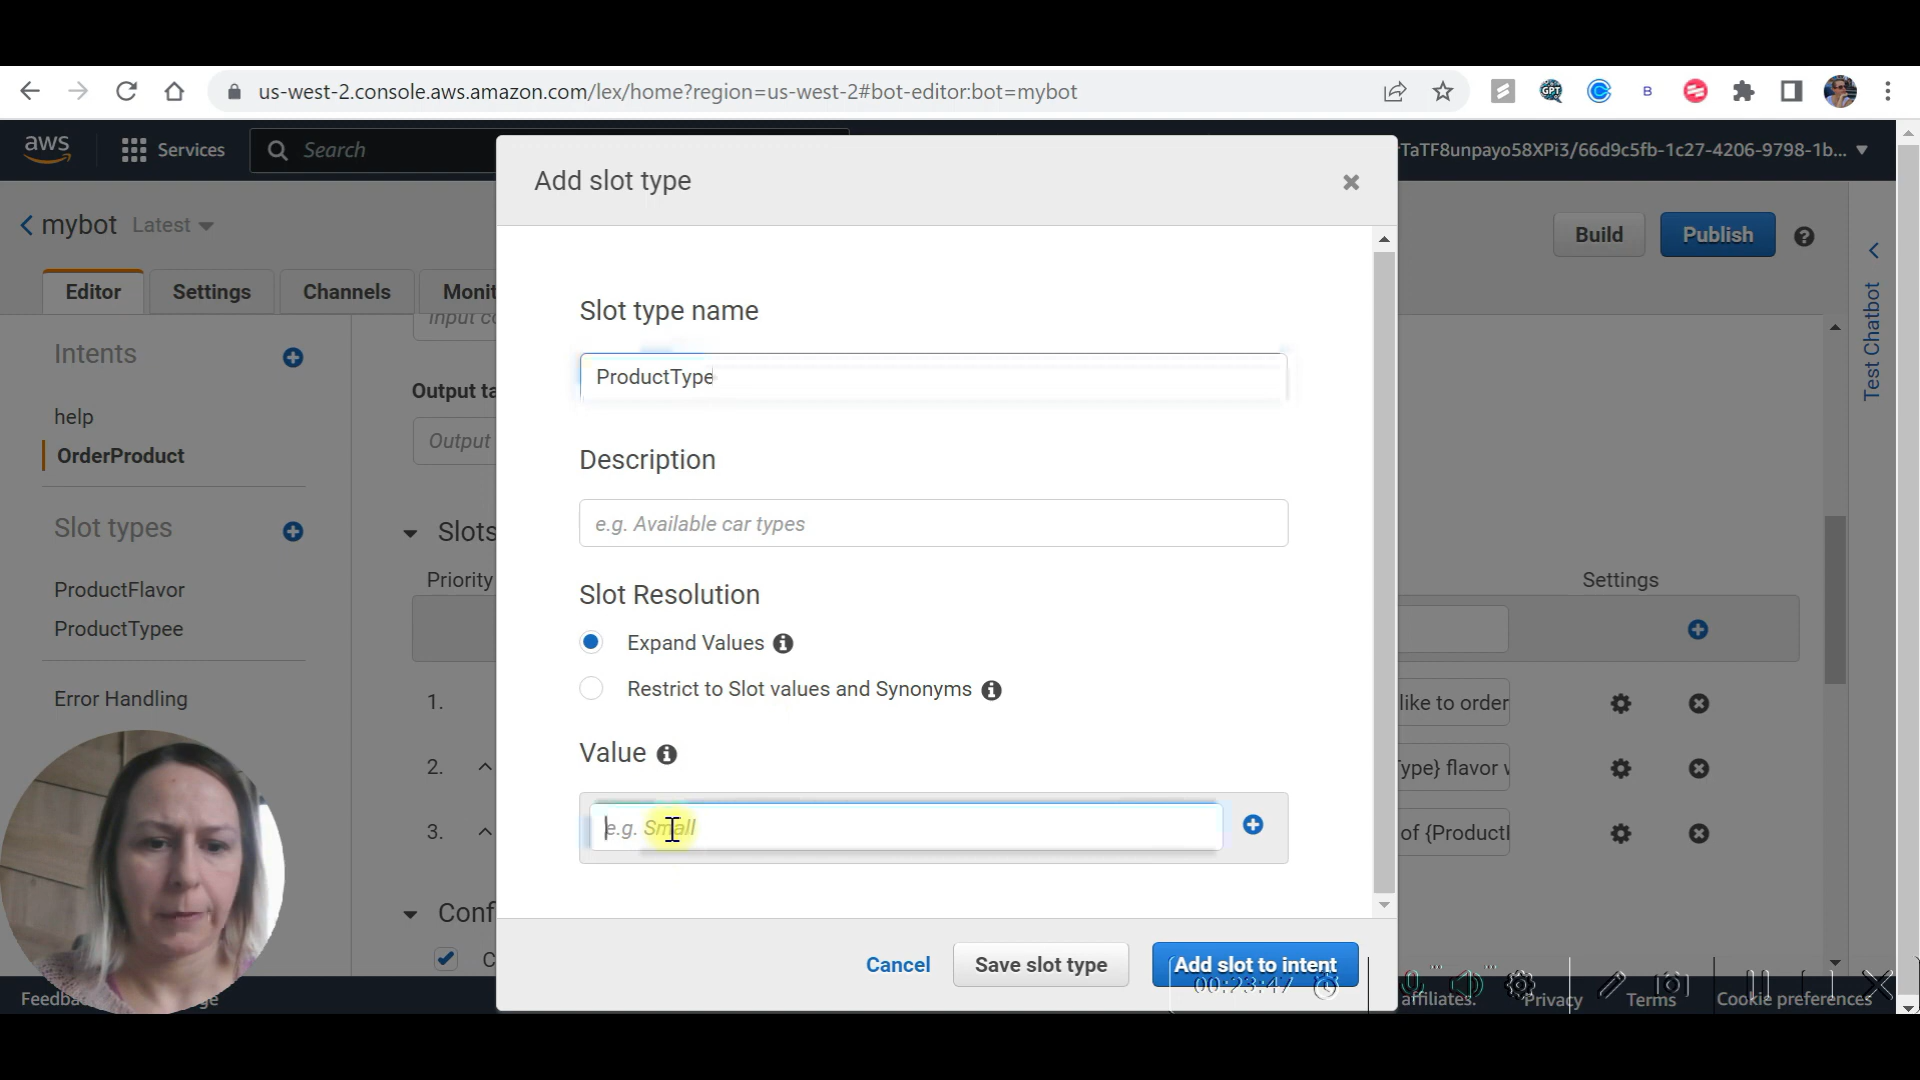 us-west-2.console.aws.amazon.com/lex/home?region=us-west-2#bot-editor:bot=mybot
GPT
B
aws
Services
Search
TaTF8unpayo58XPi3/66d9c5fb-1c27-4206-9798-1b...
Add slot type
mybot Latest
Build
Publish
Editor
Settings
Channels
Monit
Test Chatbot
Slot type name
ProductType
Intents
help
OrderProduct
Output ta
Output
Description
e.g. Available car types
Slot types
ProductFlavor
ProductTypee
Slots
Priority
Settings
Slot Resolution
Expand Values
Restrict to Slot values and Synonyms
Error Handling
1.
like to order
2.
ype} flavor w
3.
Value
e.g. Small
Conf
Cancel
Save slot type
Add slot to intent
00:23:47
Feedba
affiliates.
Privacy
Terms
Cookie preferences